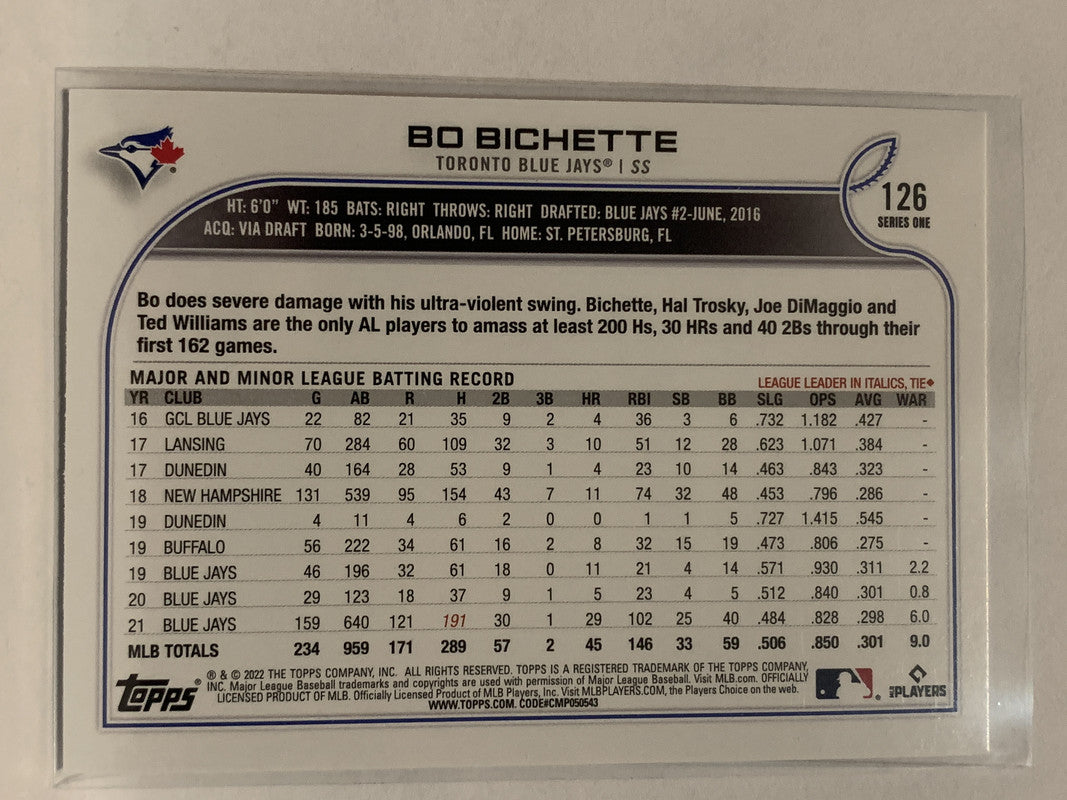 BO BICHETTE
TORONTO BLUE JAYS® | SS
126
SERIES ONE
HT: 6'0" WT: 185 BATS: RIGHT THROWS: RIGHT DRAFTED: BLUE JAYS #2-JUNE, 2016
ACQ: VIA DRAFT BORN: 3-5-98, ORLANDO, FL HOME: ST. PETERSBURG, FL
Bo does severe damage with his ultra-violent swing. Bichette, Hal Trosky, Joe DiMaggio and
Ted Williams are the only AL players to amass at least 200 Hs, 30 HRs and 40 2Bs through their
first 162 games.
MAJOR AND MINOR LEAGUE BATTING RECORD LEAGUE LEADER IN ITALICS, TIE◆
YR CLUB G AB R H 2B 3B HR RBI SB BB SLG OPS AVG WAR
16 GCL BLUE JAYS 22 82 21 35 9 2 4 36 3 6 .732 1.182 .427 -
17 LANSING 70 284 60 109 32 3 10 51 12 28 .623 1.071 .384 -
17 DUNEDIN 40 164 28 53 9 1 4 23 10 14 .463 .843 .323 -
18 NEW HAMPSHIRE 131 539 95 154 43 7 11 74 32 48 .453 .796 .286 -
19 DUNEDIN 4 11 4 6 2 0 0 1 1 5 .727 1.415 .545 -
19 BUFFALO 56 222 34 61 16 2 8 32 15 19 .473 .806 .275 -
19 BLUE JAYS 46 196 32 61 18 0 11 21 4 14 .571 .930 .311 2.2
20 BLUE JAYS 29 123 18 37 9 1 5 23 4 5 .512 .840 .301 0.8
21 BLUE JAYS 159 640 121 191 30 1 29 102 25 40 .484 .828 .298 6.0
MLB TOTALS 234 959 171 289 57 2 45 146 33 59 .506 .850 .301 9.0
Topps®
® & © 2022 THE TOPPS COMPANY, INC. ALL RIGHTS RESERVED. TOPPS IS A REGISTERED TRADEMARK OF THE TOPPS COMPANY,
INC. Major League Baseball trademarks and copyrights are used with permission of Major League Baseball. Visit MLB.com. OFFICIALLY
LICENSED PRODUCT OF MLB. Officially Licensed Product of MLB Players, Inc. Visit MLBPLAYERS.COM, the Players Choice on the web.
WWW.TOPPS.COM. CODE#CMP050543
MLB PLAYERS